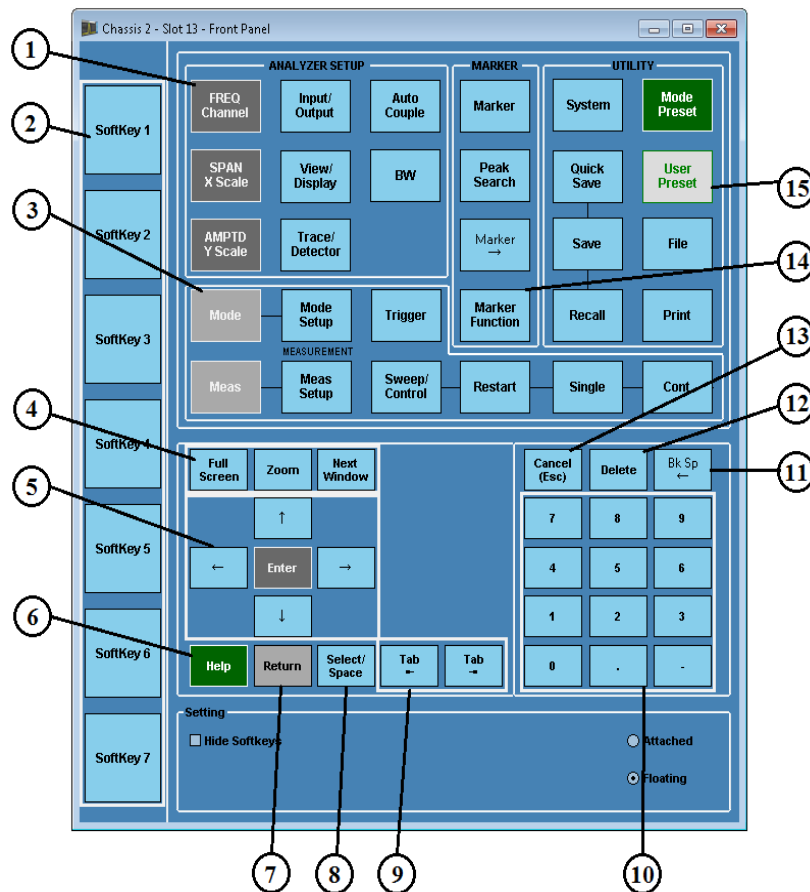 Chassis 2 - Slot 13 - Front Panel
1
2
3
4
5
6
7
8
9
10
11
12
13
14
15
SoftKey 1
SoftKey 2
SoftKey 3
SoftKey 4
SoftKey 5
SoftKey 6
SoftKey 7
ANALYZER SETUP
FREQ
Channel
Input/
Output
Auto
Couple
SPAN
X Scale
View/
Display
BW
AMPTD
Y Scale
Trace/
Detector
MARKER
Marker
Peak
Search
Marker
→
Marker
Function
UTILITY
System
Mode
Preset
Quick
Save
User
Preset
Save
File
Recall
Print
Mode
Mode
Setup
Trigger
MEASUREMENT
Meas
Meas
Setup
Sweep/
Control
Restart
Single
Cont
Full
Screen
Zoom
Next
Window
↑
←
Enter
→
↓
Help
Return
Select/
Space
Tab
⇤
Tab
⇥
Cancel
(Esc)
Delete
Bk Sp
←
7
8
9
4
5
6
1
2
3
0
.
-
Setting
Hide Softkeys
Attached
Floating